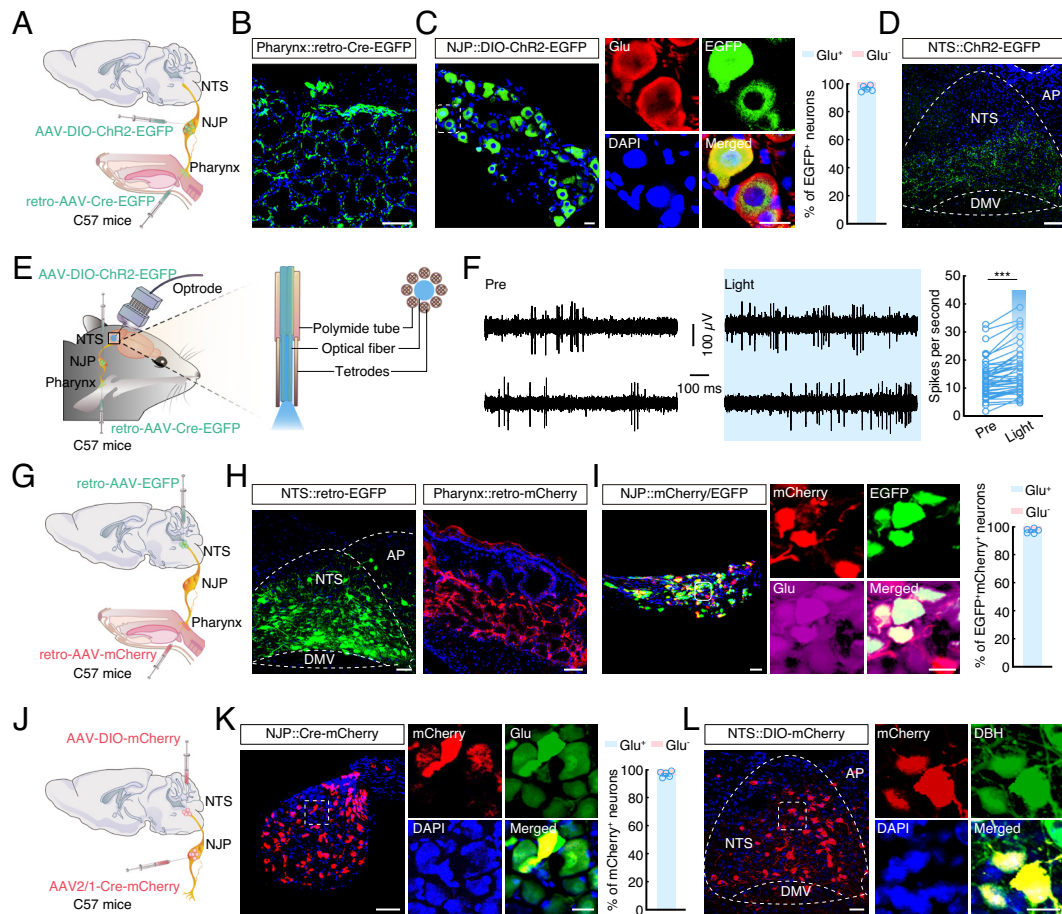 A
NTS
AAV-DIO-ChR2-EGFP
NJP
Pharynx
retro-AAV-Cre-EGFP
C57 mice
B
Pharynx::retro-Cre-EGFP
C
NJP::DIO-ChR2-EGFP
Glu
EGFP
DAPI
Merged
Glu⁺ Glu⁻
% of EGFP⁺ neurons
100
80
60
40
20
0
D
NTS::ChR2-EGFP
AP
NTS
DMV
E
AAV-DIO-ChR2-EGFP
Optrode
NTS
NJP
Pharynx
retro-AAV-Cre-EGFP
C57 mice
Polymide tube
Optical fiber
Tetrodes
F
Pre
Light
100 µV
100 ms
***
Spikes per second
50
40
30
20
10
0
Pre
Light
G
retro-AAV-EGFP
NTS
NJP
Pharynx
retro-AAV-mCherry
C57 mice
H
NTS::retro-EGFP
AP
NTS
DMV
Pharynx::retro-mCherry
I
NJP::mCherry/EGFP
mCherry
EGFP
Glu
Merged
Glu⁺
Glu⁻
% of EGFP⁺mCherry⁺ neurons
100
80
60
40
20
0
J
AAV-DIO-mCherry
NTS
NJP
AAV2/1-Cre-mCherry
C57 mice
K
NJP::Cre-mCherry
mCherry
Glu
DAPI
Merged
Glu⁺ Glu⁻
% of mCherry⁺ neurons
100
80
60
40
20
0
L
NTS::DIO-mCherry
AP
NTS
DMV
mCherry
DBH
DAPI
Merged